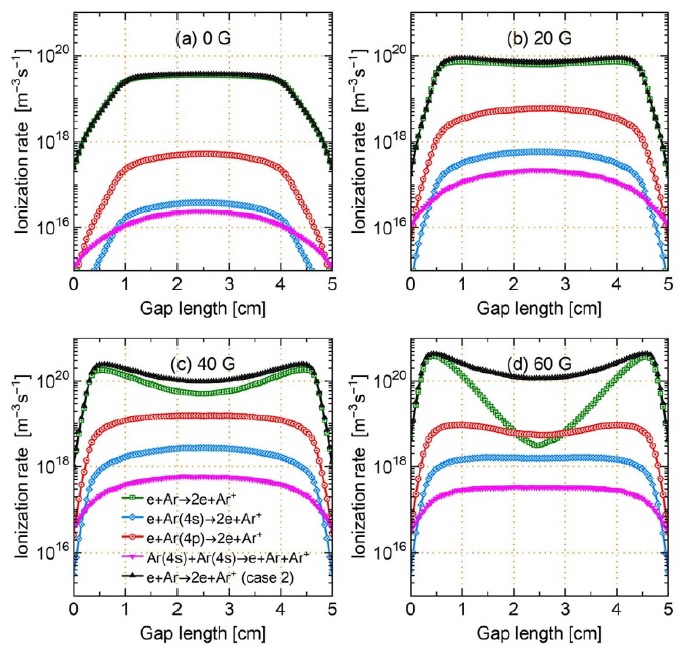 (a) 0 G
Ionization rate [m⁻³s⁻¹]
10²⁰
10¹⁸
10¹⁶
0 1 2 3 4 5
Gap length [cm]
(b) 20 G
Ionization rate [m⁻³s⁻¹]
10²⁰
10¹⁸
10¹⁶
0 1 2 3 4 5
Gap length [cm]
(c) 40 G
Ionization rate [m⁻³s⁻¹]
10²⁰
10¹⁸
10¹⁶
e+Ar→2e+Ar⁺
e+Ar(4s)→2e+Ar⁺
e+Ar(4p)→2e+Ar⁺
Ar(4s)+Ar(4s)→e+Ar+Ar⁺
e+Ar→2e+Ar⁺ (case 2)
0 1 2 3 4 5
Gap length [cm]
(d) 60 G
Ionization rate [m⁻³s⁻¹]
10²⁰
10¹⁸
10¹⁶
0 1 2 3 4 5
Gap length [cm]